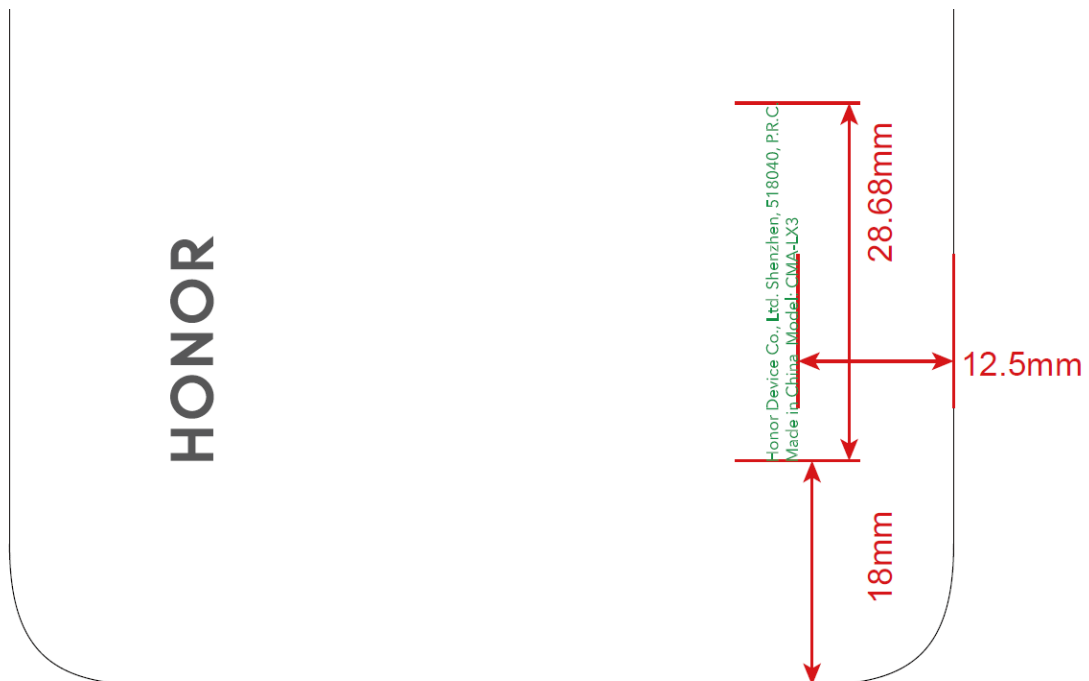 HONOR
Honor Device Co., Ltd. Shenzhen, 518040, P.R.C.
Made in China Model: CMA-LX3
28.68mm
12.5mm
18mm